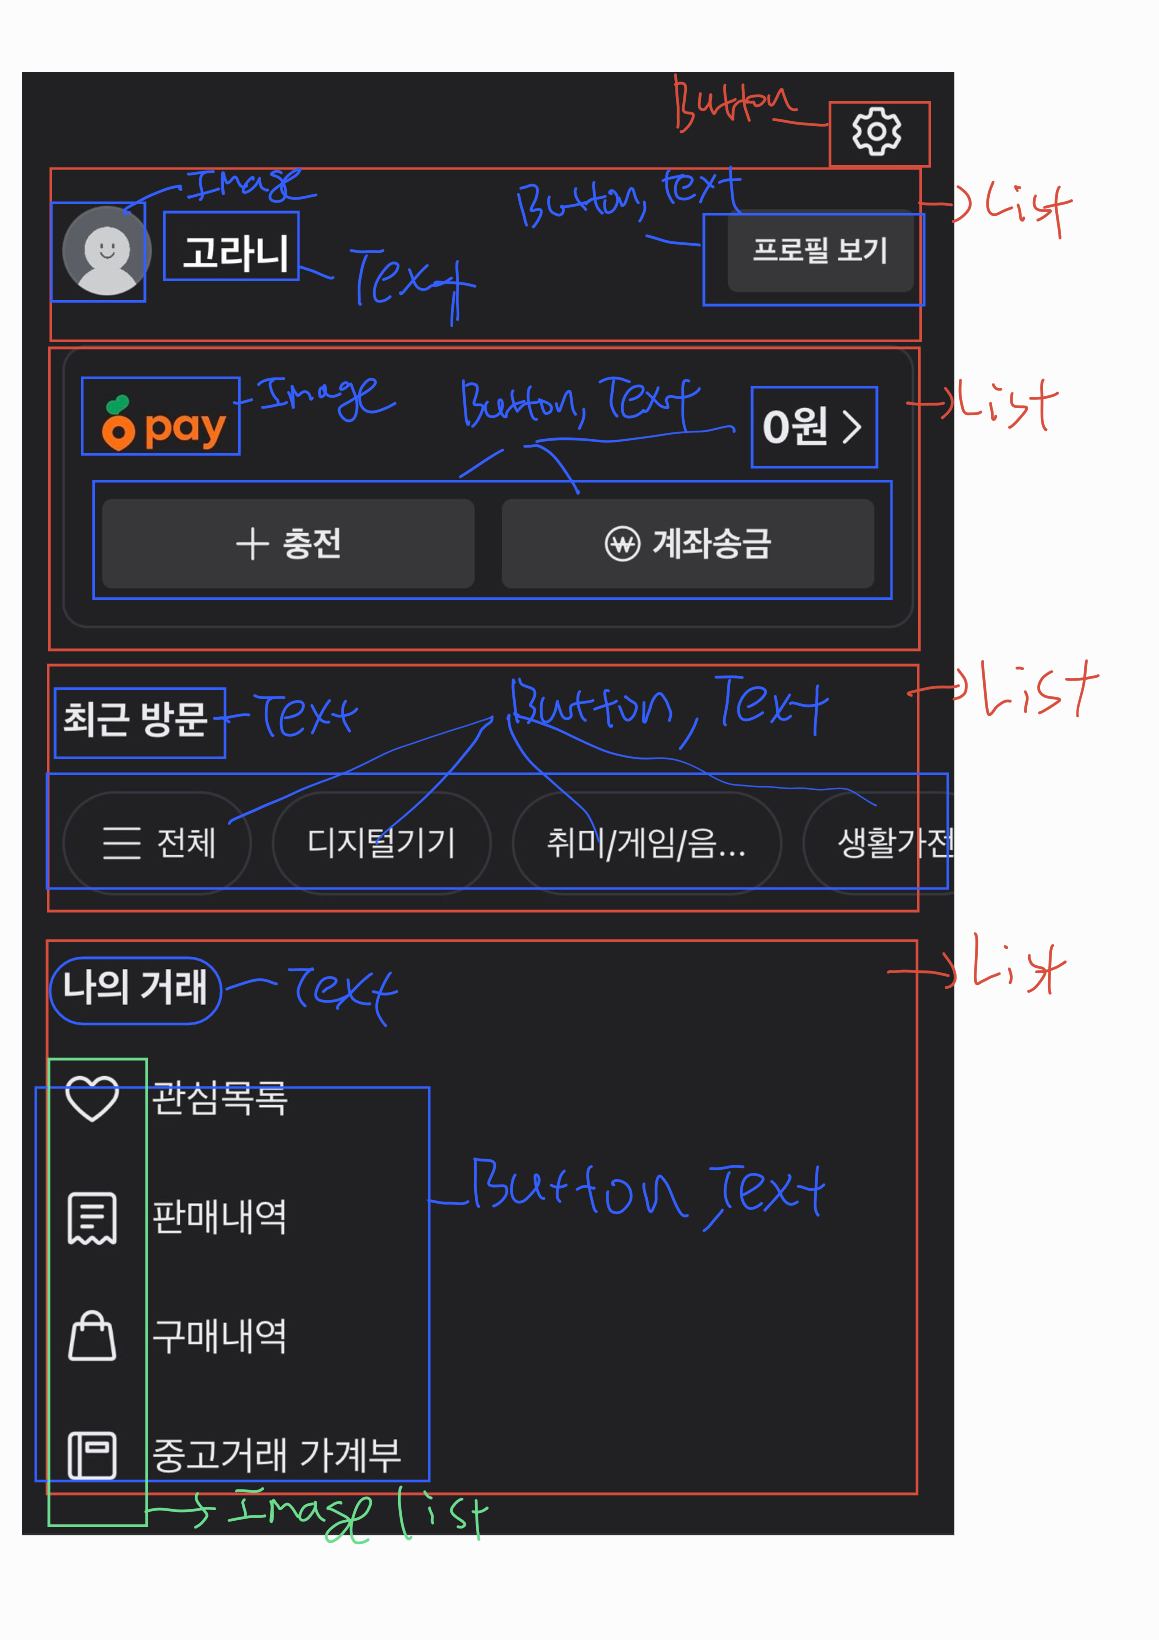 Button
Image
Button, Text
List
고라니
Text
프로필 보기
pay
Image
Button, Text
0원
List
충전
계좌송금
최근 방문
Text
Button, Text
List
전체
디지털기기
취미/게임/음...
생활가전
나의 거래
Text
List
관심목록
판매내역
Button, Text
구매내역
중고거래 가계부
Image list